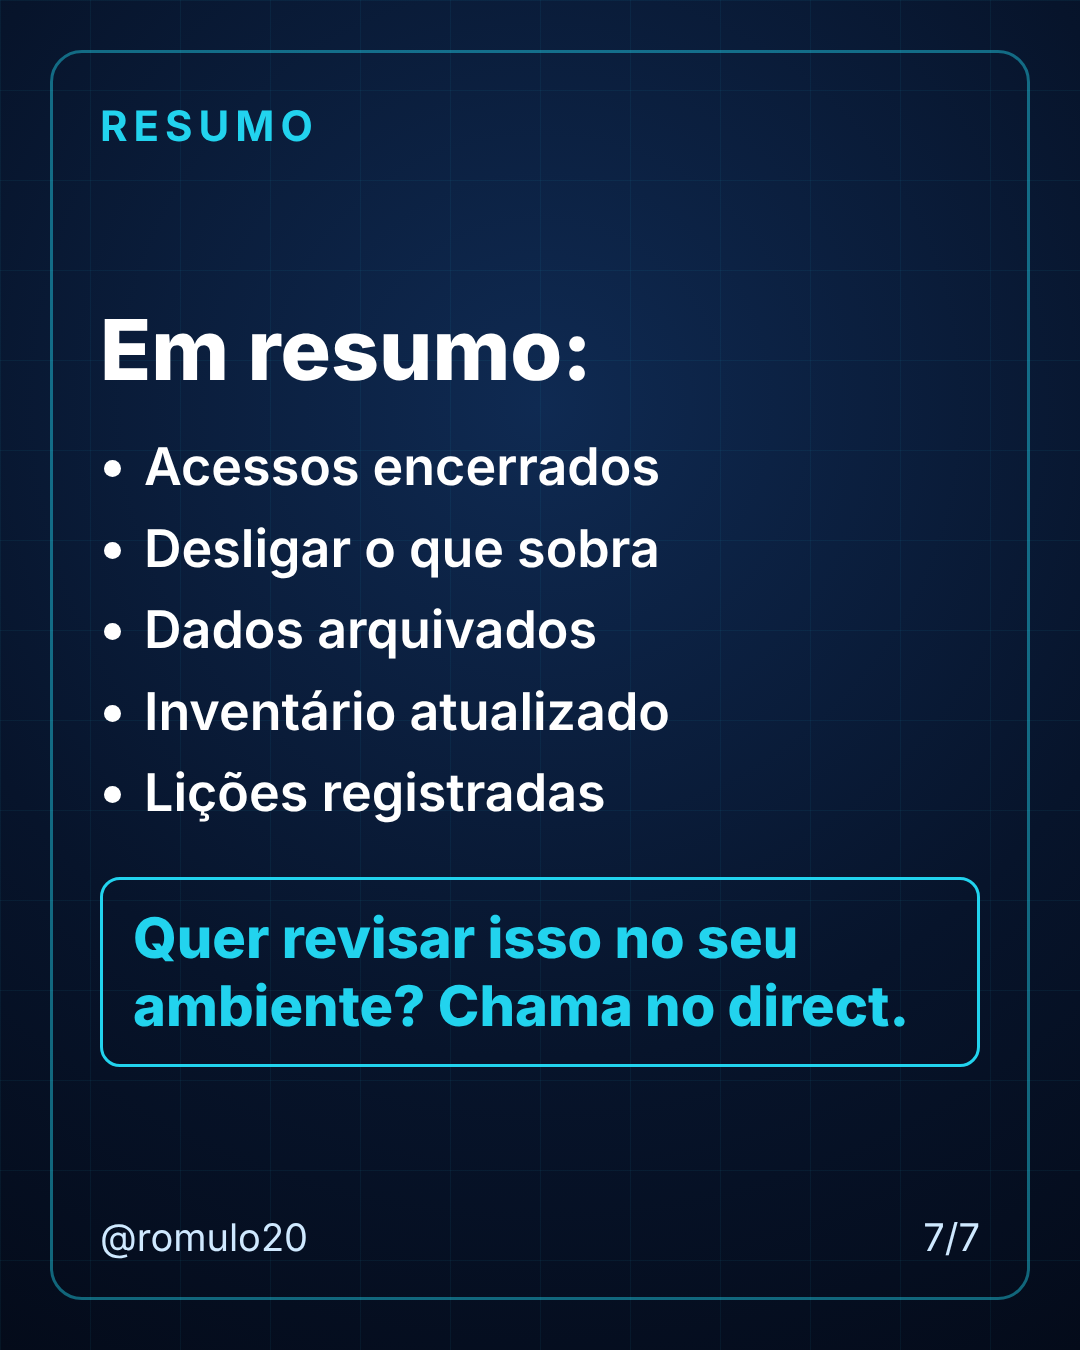 RESUMO
Em resumo:
• Acessos encerrados
• Desligar o que sobra
• Dados arquivados
• Inventário atualizado
• Lições registradas
Quer revisar isso no seu
ambiente? Chama no direct.
@romulo20
7/7